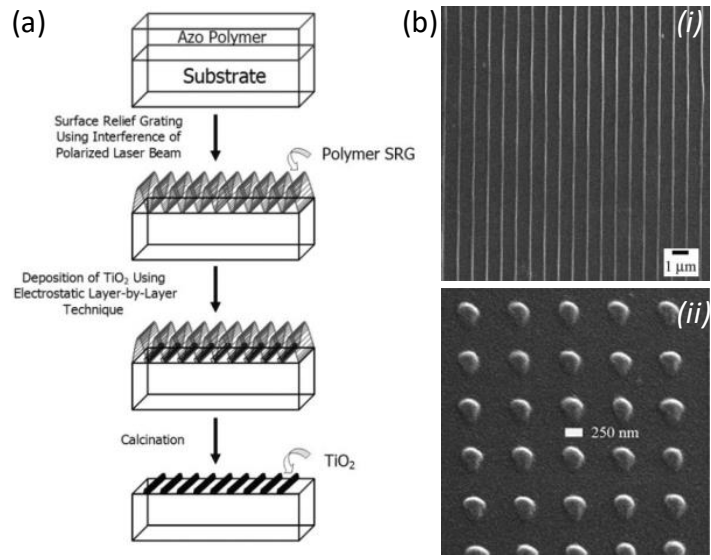 (a)
Azo Polymer
Substrate
Surface Relief Grating
Using Interference of
Polarized Laser Beam
Polymer SRG
Deposition of TiO₂ Using
Electrostatic Layer-by-Layer
Technique
Calcination
TiO₂
(b)
(i)
1 μm
(ii)
250 nm